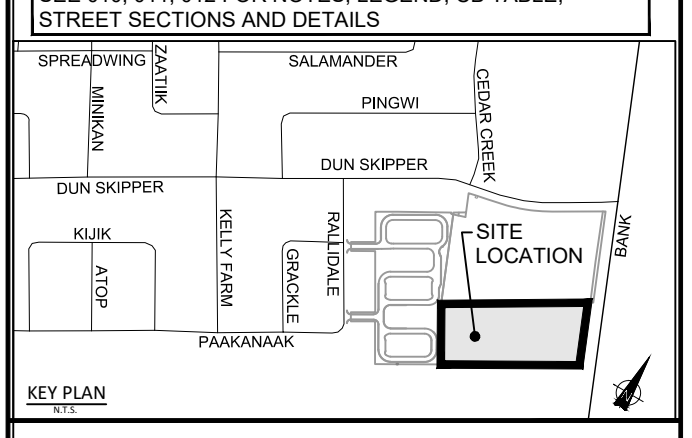 STREET SECTIONS AND DETAILS
SPREADWING
ZAATIIK
SALAMANDER
MINIKAN
PINGWI
CEDAR CREEK
DUN SKIPPER
DUN SKIPPER
KIJIK
ATOP
KELLY FARM
GRACKLE
RALLIDALE
SITE
LOCATION
BANK
PAAKANAAK
KEY PLAN
N.T.S.